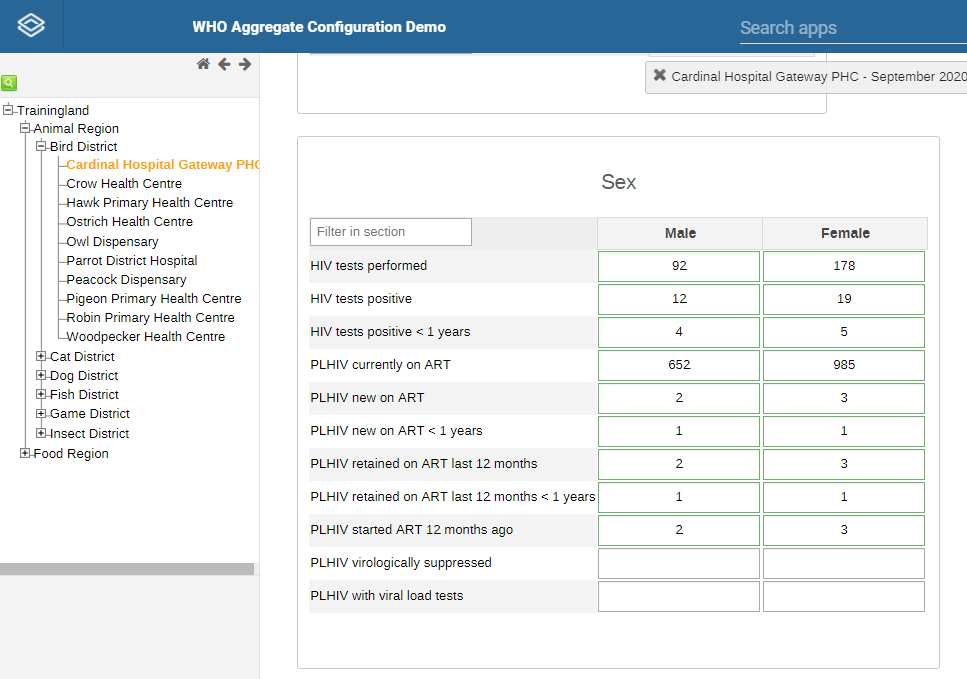 WHO Aggregate Configuration Demo
Search apps
Cardinal Hospital Gateway PHC - September 2020
Trainingland
Animal Region
Bird District
Cardinal Hospital Gateway PHC
Crow Health Centre
Hawk Primary Health Centre
Ostrich Health Centre
Owl Dispensary
Parrot District Hospital
Peacock Dispensary
Pigeon Primary Health Centre
Robin Primary Health Centre
Woodpecker Health Centre
Cat District
Dog District
Fish District
Game District
Insect District
Food Region
Sex
Filter in section Male Female
HIV tests performed 92 178
HIV tests positive 12 19
HIV tests positive < 1 years 4 5
PLHIV currently on ART 652 985
PLHIV new on ART 2 3
PLHIV new on ART < 1 years 1 1
PLHIV retained on ART last 12 months 2 3
PLHIV retained on ART last 12 months < 1 years 1 1
PLHIV started ART 12 months ago 2 3
PLHIV virologically suppressed
PLHIV with viral load tests